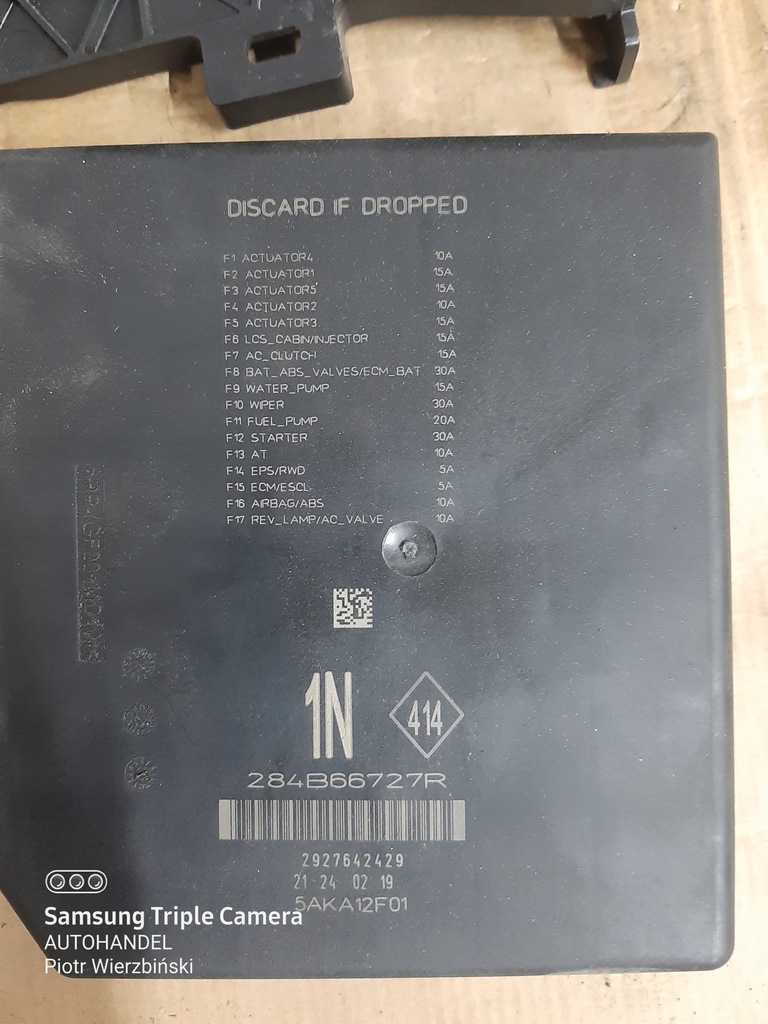 DISCARD IF DROPPED
F1 ACTUATOR4 10A
F2 ACTUATOR1 15A
F3 ACTUATOR5 15A
F4 ACTUATOR2 10A
F5 ACTUATOR3 15A
F6 LCS_CABIN/INJECTOR 15A
F7 AC_CLUTCH 15A
F8 BAT_ABS_VALVES/ECM_BAT 30A
F9 WATER_PUMP 15A
F10 WIPER 30A
F11 FUEL_PUMP 20A
F12 STARTER 30A
F13 AT 10A
F14 EPS/RWD 5A
F15 ECM/ESCL 5A
F16 AIRBAG/ABS 10A
F17 REV_LAMP/AC_VALVE 10A
1N
414
284B66727R
2927642429
21-24 02 19
5AKA12F01
Samsung Triple Camera
AUTOHANDEL
Piotr Wierzbiński